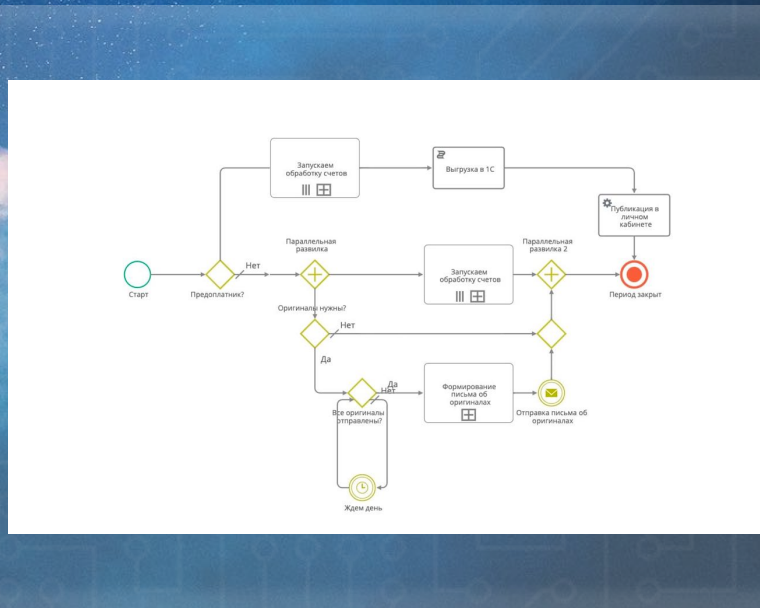 Запускаем
обработку счетов
Выгрузка в 1С
Публикация в
личном
кабинете
Параллельная
развилка
Параллельная
развилка 2
Нет
Запускаем
обработку счетов
Старт
Предоплатник?
Период закрыт
Оригиналы нужны?
Нет
Да
Да
Нет
Формирование
письма об
оригиналах
Все оригиналы
отправлены?
Отправка письма об
оригиналах
Ждем день